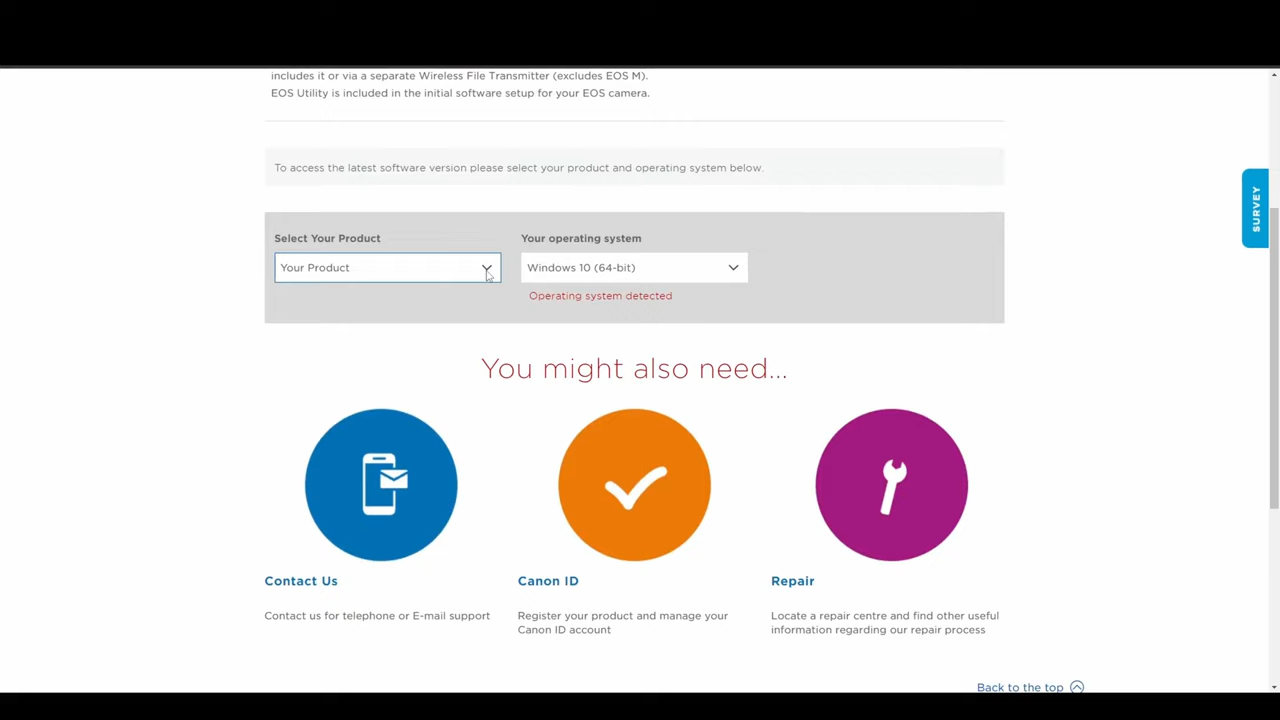 includes it or via a separate Wireless File Transmitter (excludes EOS M).
EOS Utility is included in the initial software setup for your EOS camera.
To access the latest software version please select your product and operating system below.
SURVEY
Select Your Product
Your operating system
Your Product
Windows 10 (64-bit)
Operating system detected
You might also need...
Contact Us
Canon ID
Repair
Contact us for telephone or E-mail support
Register your product and manage your
Canon ID account
Locate a repair centre and find other useful
information regarding our repair process
Back to the top